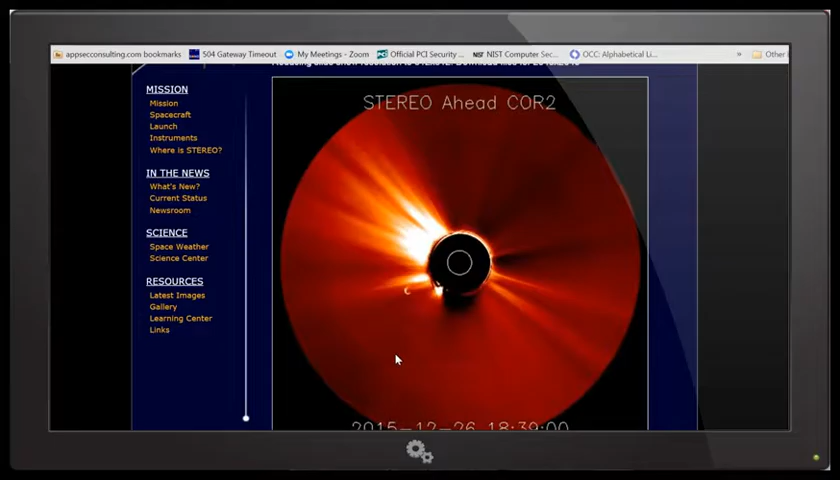 appsecconsulting.com bookmarks 504 Gateway Timeout My Meetings - Zoom Official PCI Security ... NIST Computer Sec... OCC: Alphabetical Li... » Other
MISSION
Mission
Spacecraft
Launch
Instruments
Where is STEREO?
IN THE NEWS
What's New?
Current Status
Newsroom
SCIENCE
Space Weather
Science Center
RESOURCES
Latest Images
Gallery
Learning Center
Links
STEREO Ahead COR2
2015-12-26 18:39:00